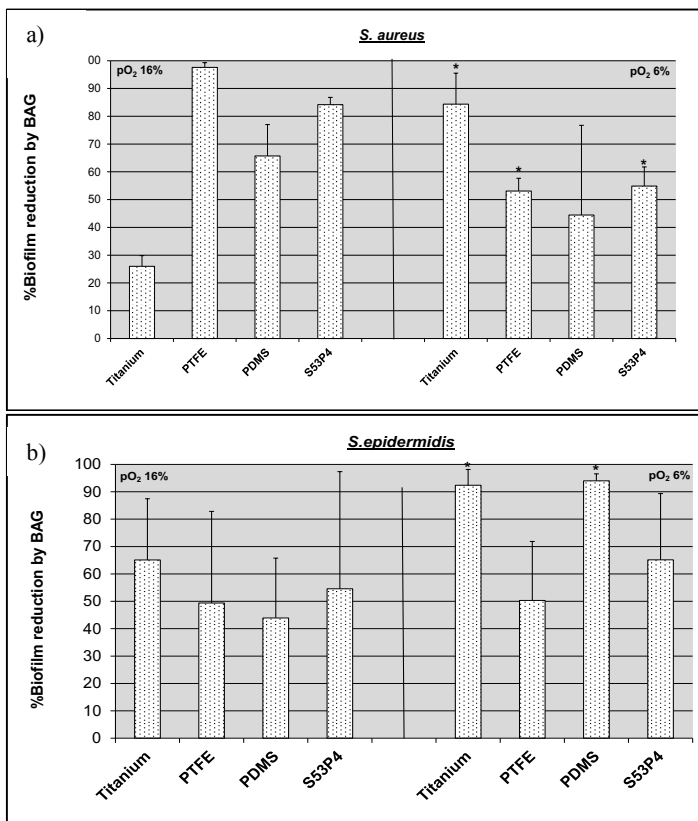 a)
S. aureus
pO2 16%
pO2 6%
%Biofilm reduction by BAG
00
90
80
70
60
50
40
30
20
10
0
*
*
*
Titanium
PTFE
PDMS
S53P4
Titanium
PTFE
PDMS
S53P4
b)
S.epidermidis
pO2 16%
pO2 6%
%Biofilm reduction by BAG
100
90
80
70
60
50
40
30
20
10
0
*
*
Titanium
PTFE
PDMS
S53P4
Titanium
PTFE
PDMS
S53P4